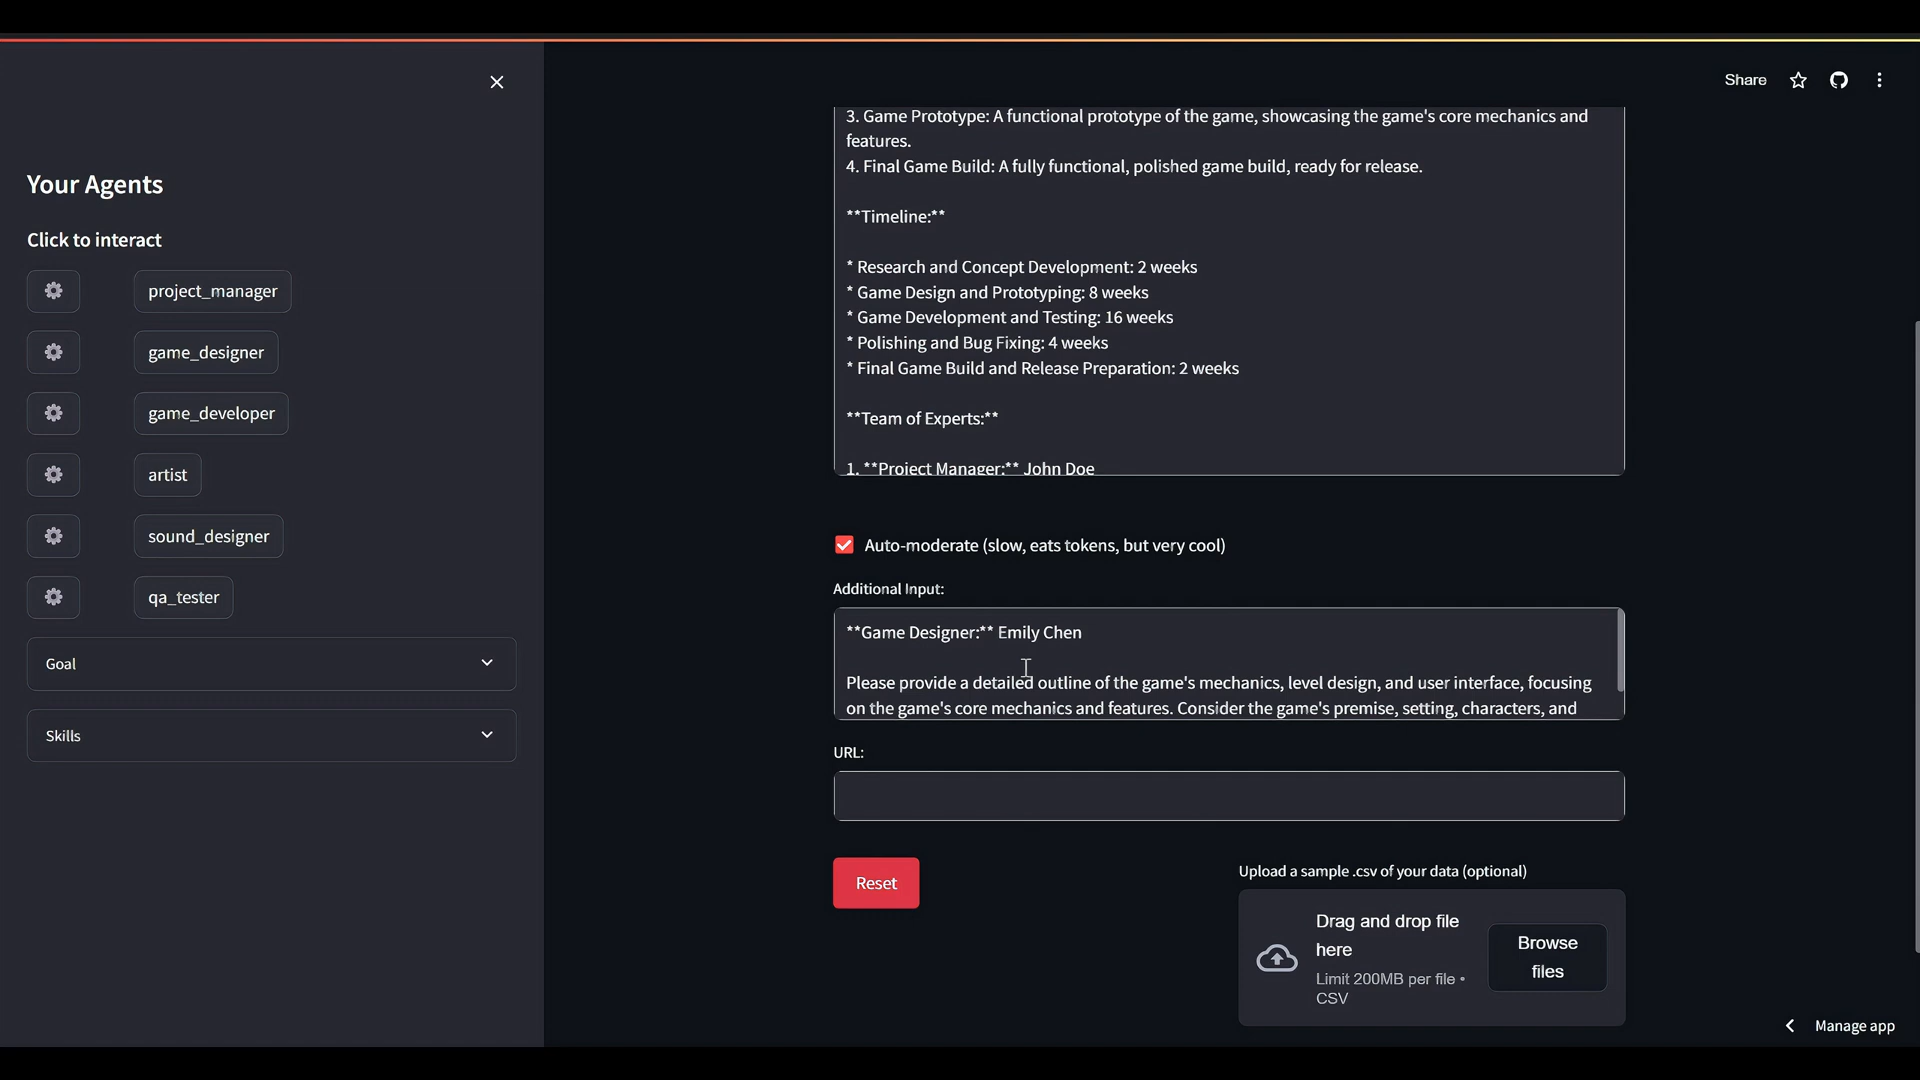 Share
Your Agents
Click to interact
project_manager
game_designer
game_developer
artist
sound_designer
qa_tester
Goal
Skills
3. Game Prototype: A functional prototype of the game, showcasing the game's core mechanics and
features.
4. Final Game Build: A fully functional, polished game build, ready for release.
**Timeline:**
* Research and Concept Development: 2 weeks
* Game Design and Prototyping: 8 weeks
* Game Development and Testing: 16 weeks
* Polishing and Bug Fixing: 4 weeks
* Final Game Build and Release Preparation: 2 weeks
**Team of Experts:**
1. **Project Manager:** John Doe
Auto-moderate (slow, eats tokens, but very cool)
Additional Input:
**Game Designer:** Emily Chen
Please provide a detailed outline of the game's mechanics, level design, and user interface, focusing
on the game's core mechanics and features. Consider the game's premise, setting, characters, and
URL:
Reset
Upload a sample .csv of your data (optional)
Drag and drop file
here
Limit 200MB per file •
CSV
Browse
files
Manage app